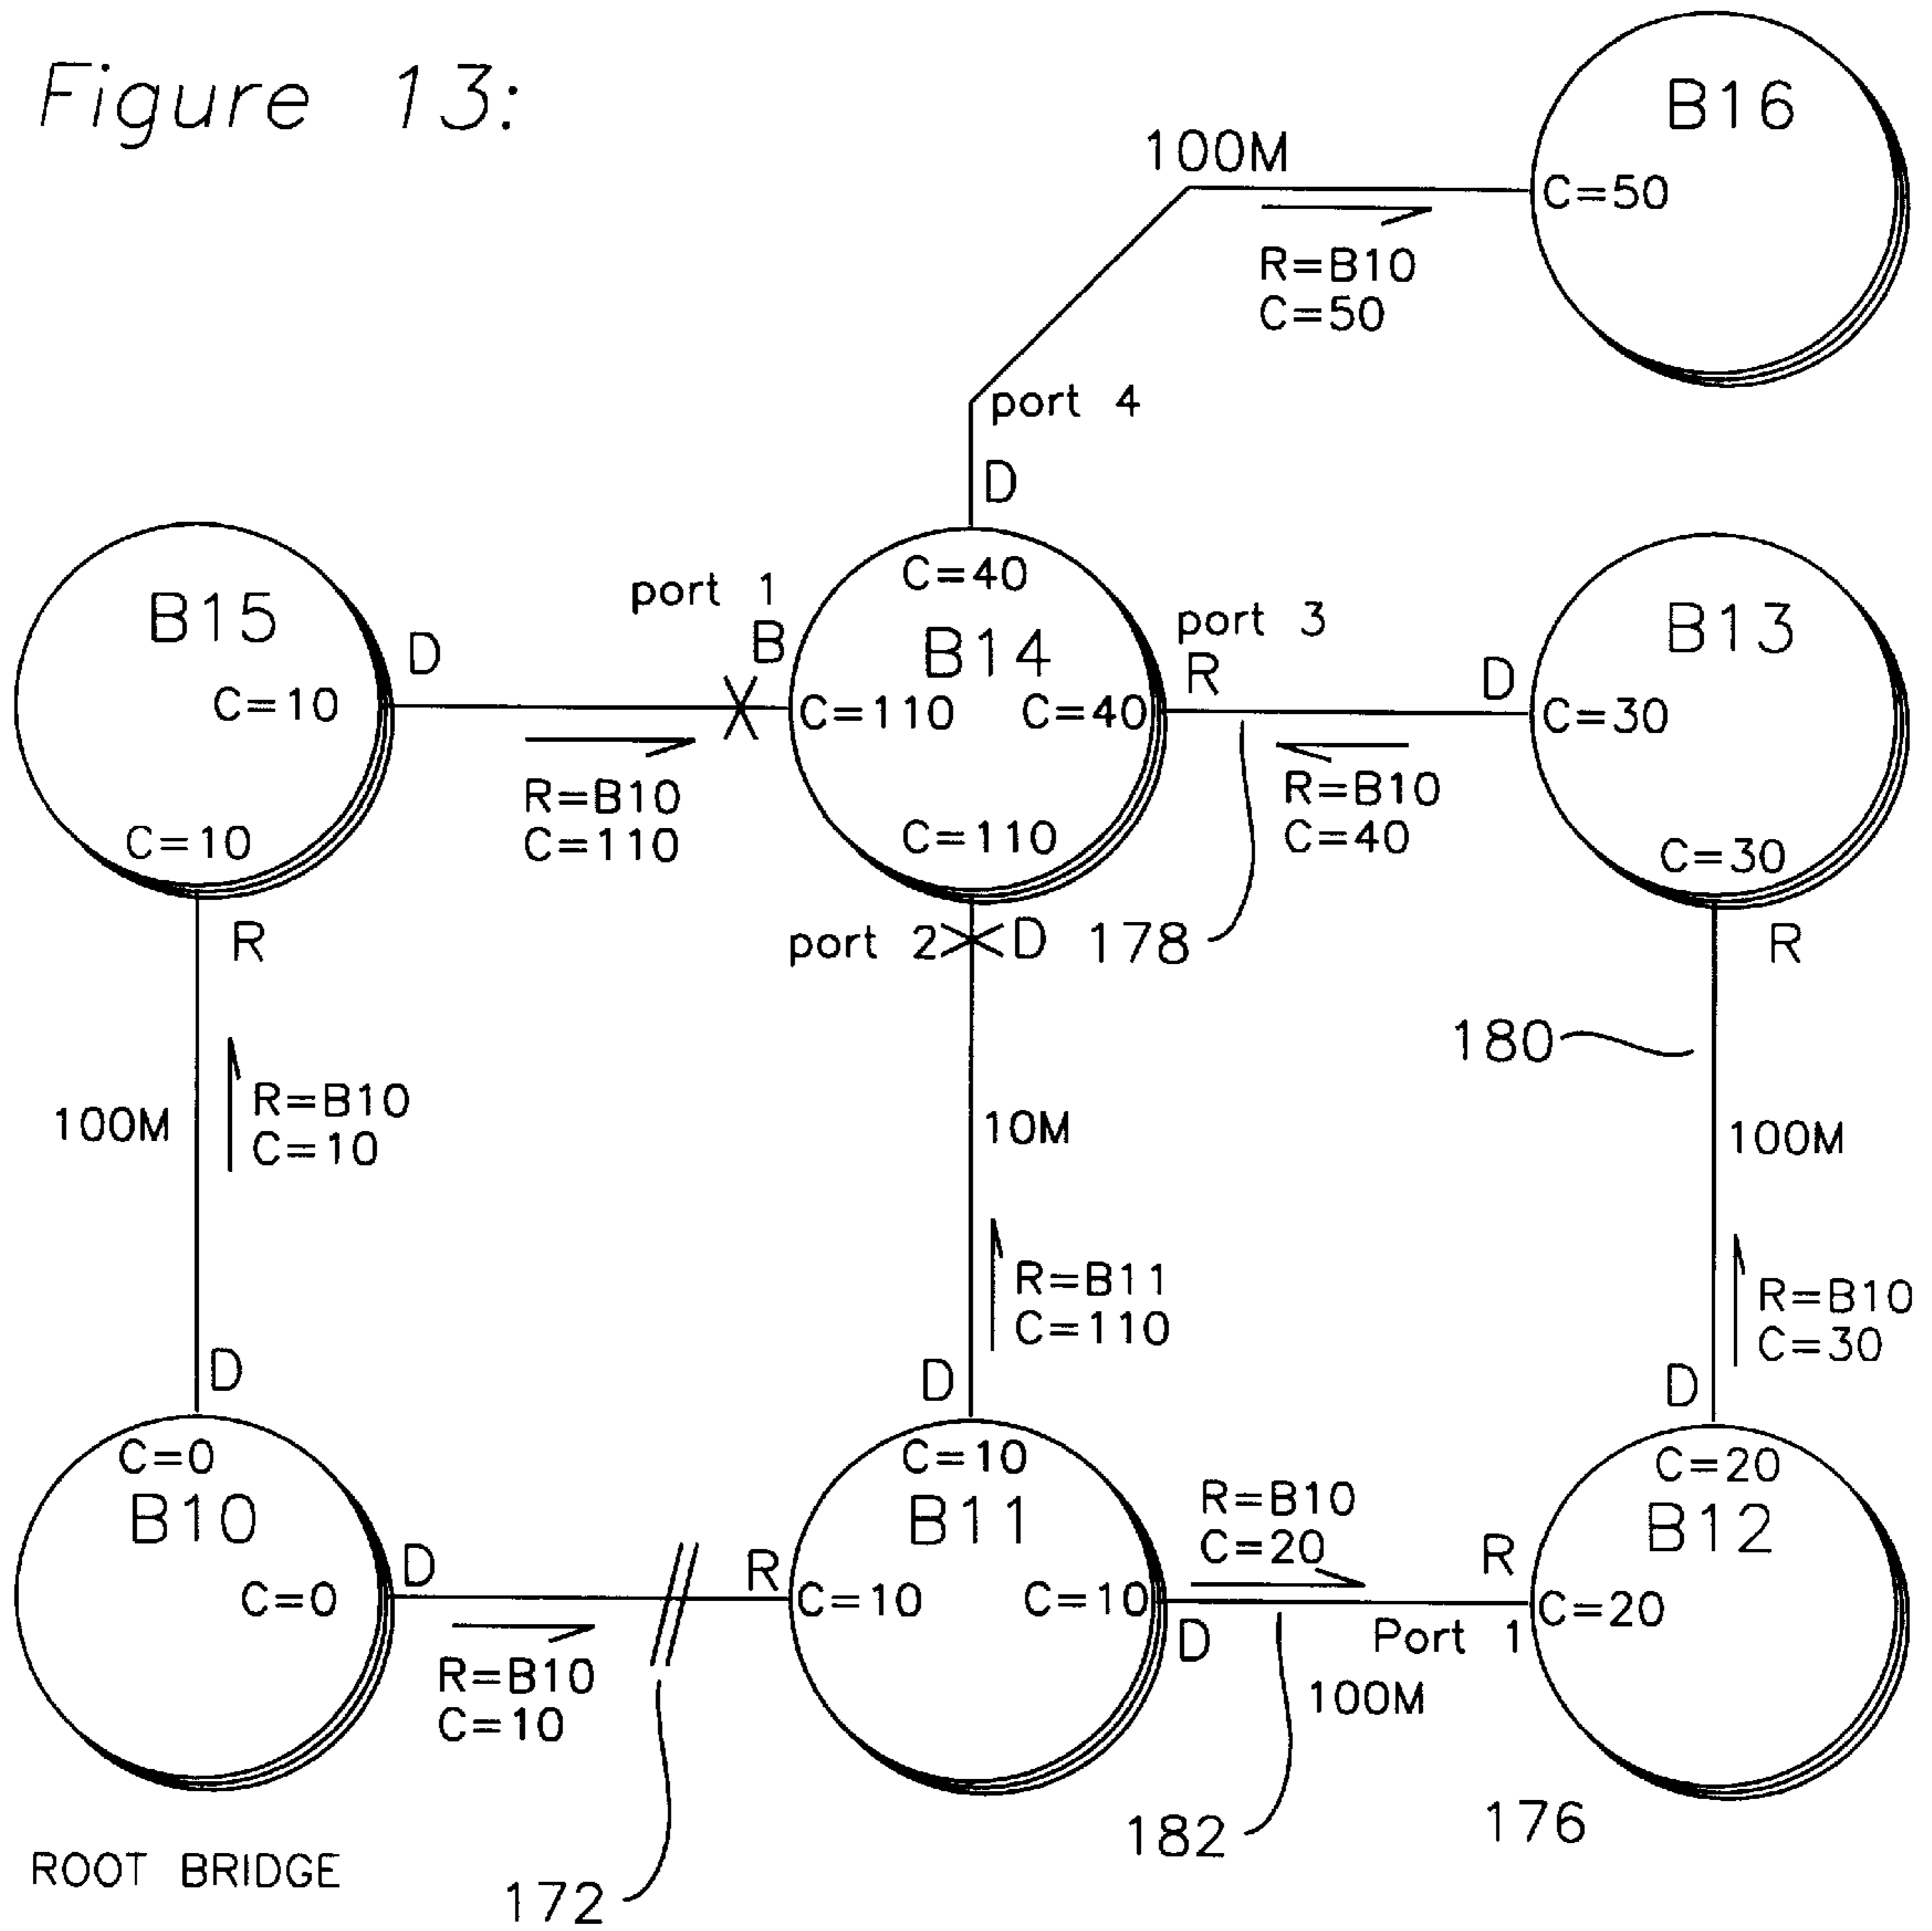 Figure 13:
B16
100M
C=50
R=B10
C=50
port 4
D
C=40
B15
port 1
B
B14
port 3
B13
D
R
D
C=10
C=110
C=40
C=30
R=B10
C=110
R=B10
C=40
C=10
C=110
C=30
R
port 2
D
178
R
180
100M
R=B10
C=10
10M
100M
R=B11
C=110
R=B10
C=30
D
D
D
C=0
C=10
C=20
B10
B11
R=B10
C=20
B12
D
R
R
C=0
C=10
C=10
C=20
D
Port 1
R=B10
C=10
100M
182
176
ROOT BRIDGE
172